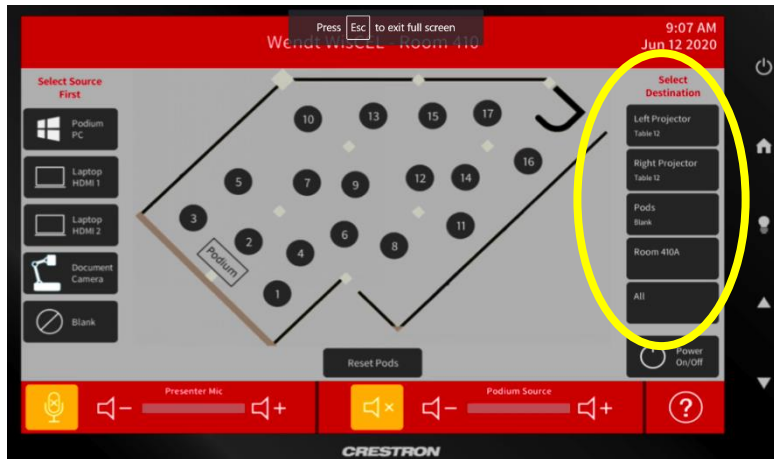 Press Esc to exit full screen
Wendt WisCEL - Room 410
9:07 AM
Jun 12 2020
Select Source
First
Podium
PC
Laptop
HDMI 1
Laptop
HDMI 2
Document
Camera
Blank
10
13
15
17
16
5
7
9
12
14
3
2
4
6
8
11
1
Podium
Select
Destination
Left Projector
Table 12
Right Projector
Table 12
Pods
Blank
Room 410A
All
Power
On/Off
Reset Pods
Presenter Mic
Podium Source
?
CRESTRON